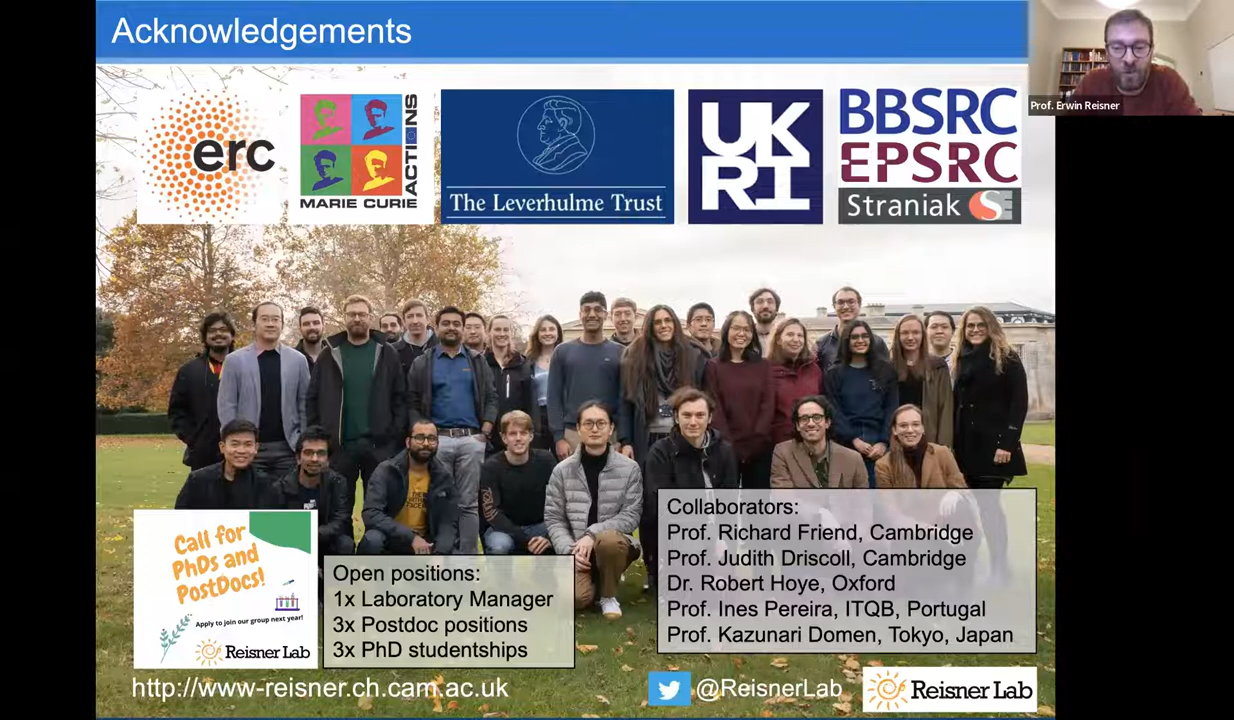 Acknowledgements
Prof. Erwin Reisner
erc
MARIE CURIE
ACTIONS
The Leverhulme Trust
UK
RI
BBSRC
EPSRC
Straniak
Call for
PhDs and
PostDocs!
Apply to join our group next year!
Reisner Lab
Open positions:
1x Laboratory Manager
3x Postdoc positions
3x PhD studentships
Collaborators:
Prof. Richard Friend, Cambridge
Prof. Judith Driscoll, Cambridge
Dr. Robert Hoye, Oxford
Prof. Ines Pereira, ITQB, Portugal
Prof. Kazunari Domen, Tokyo, Japan
http://www-reisner.ch.cam.ac.uk
@ReisnerLab
Reisner Lab